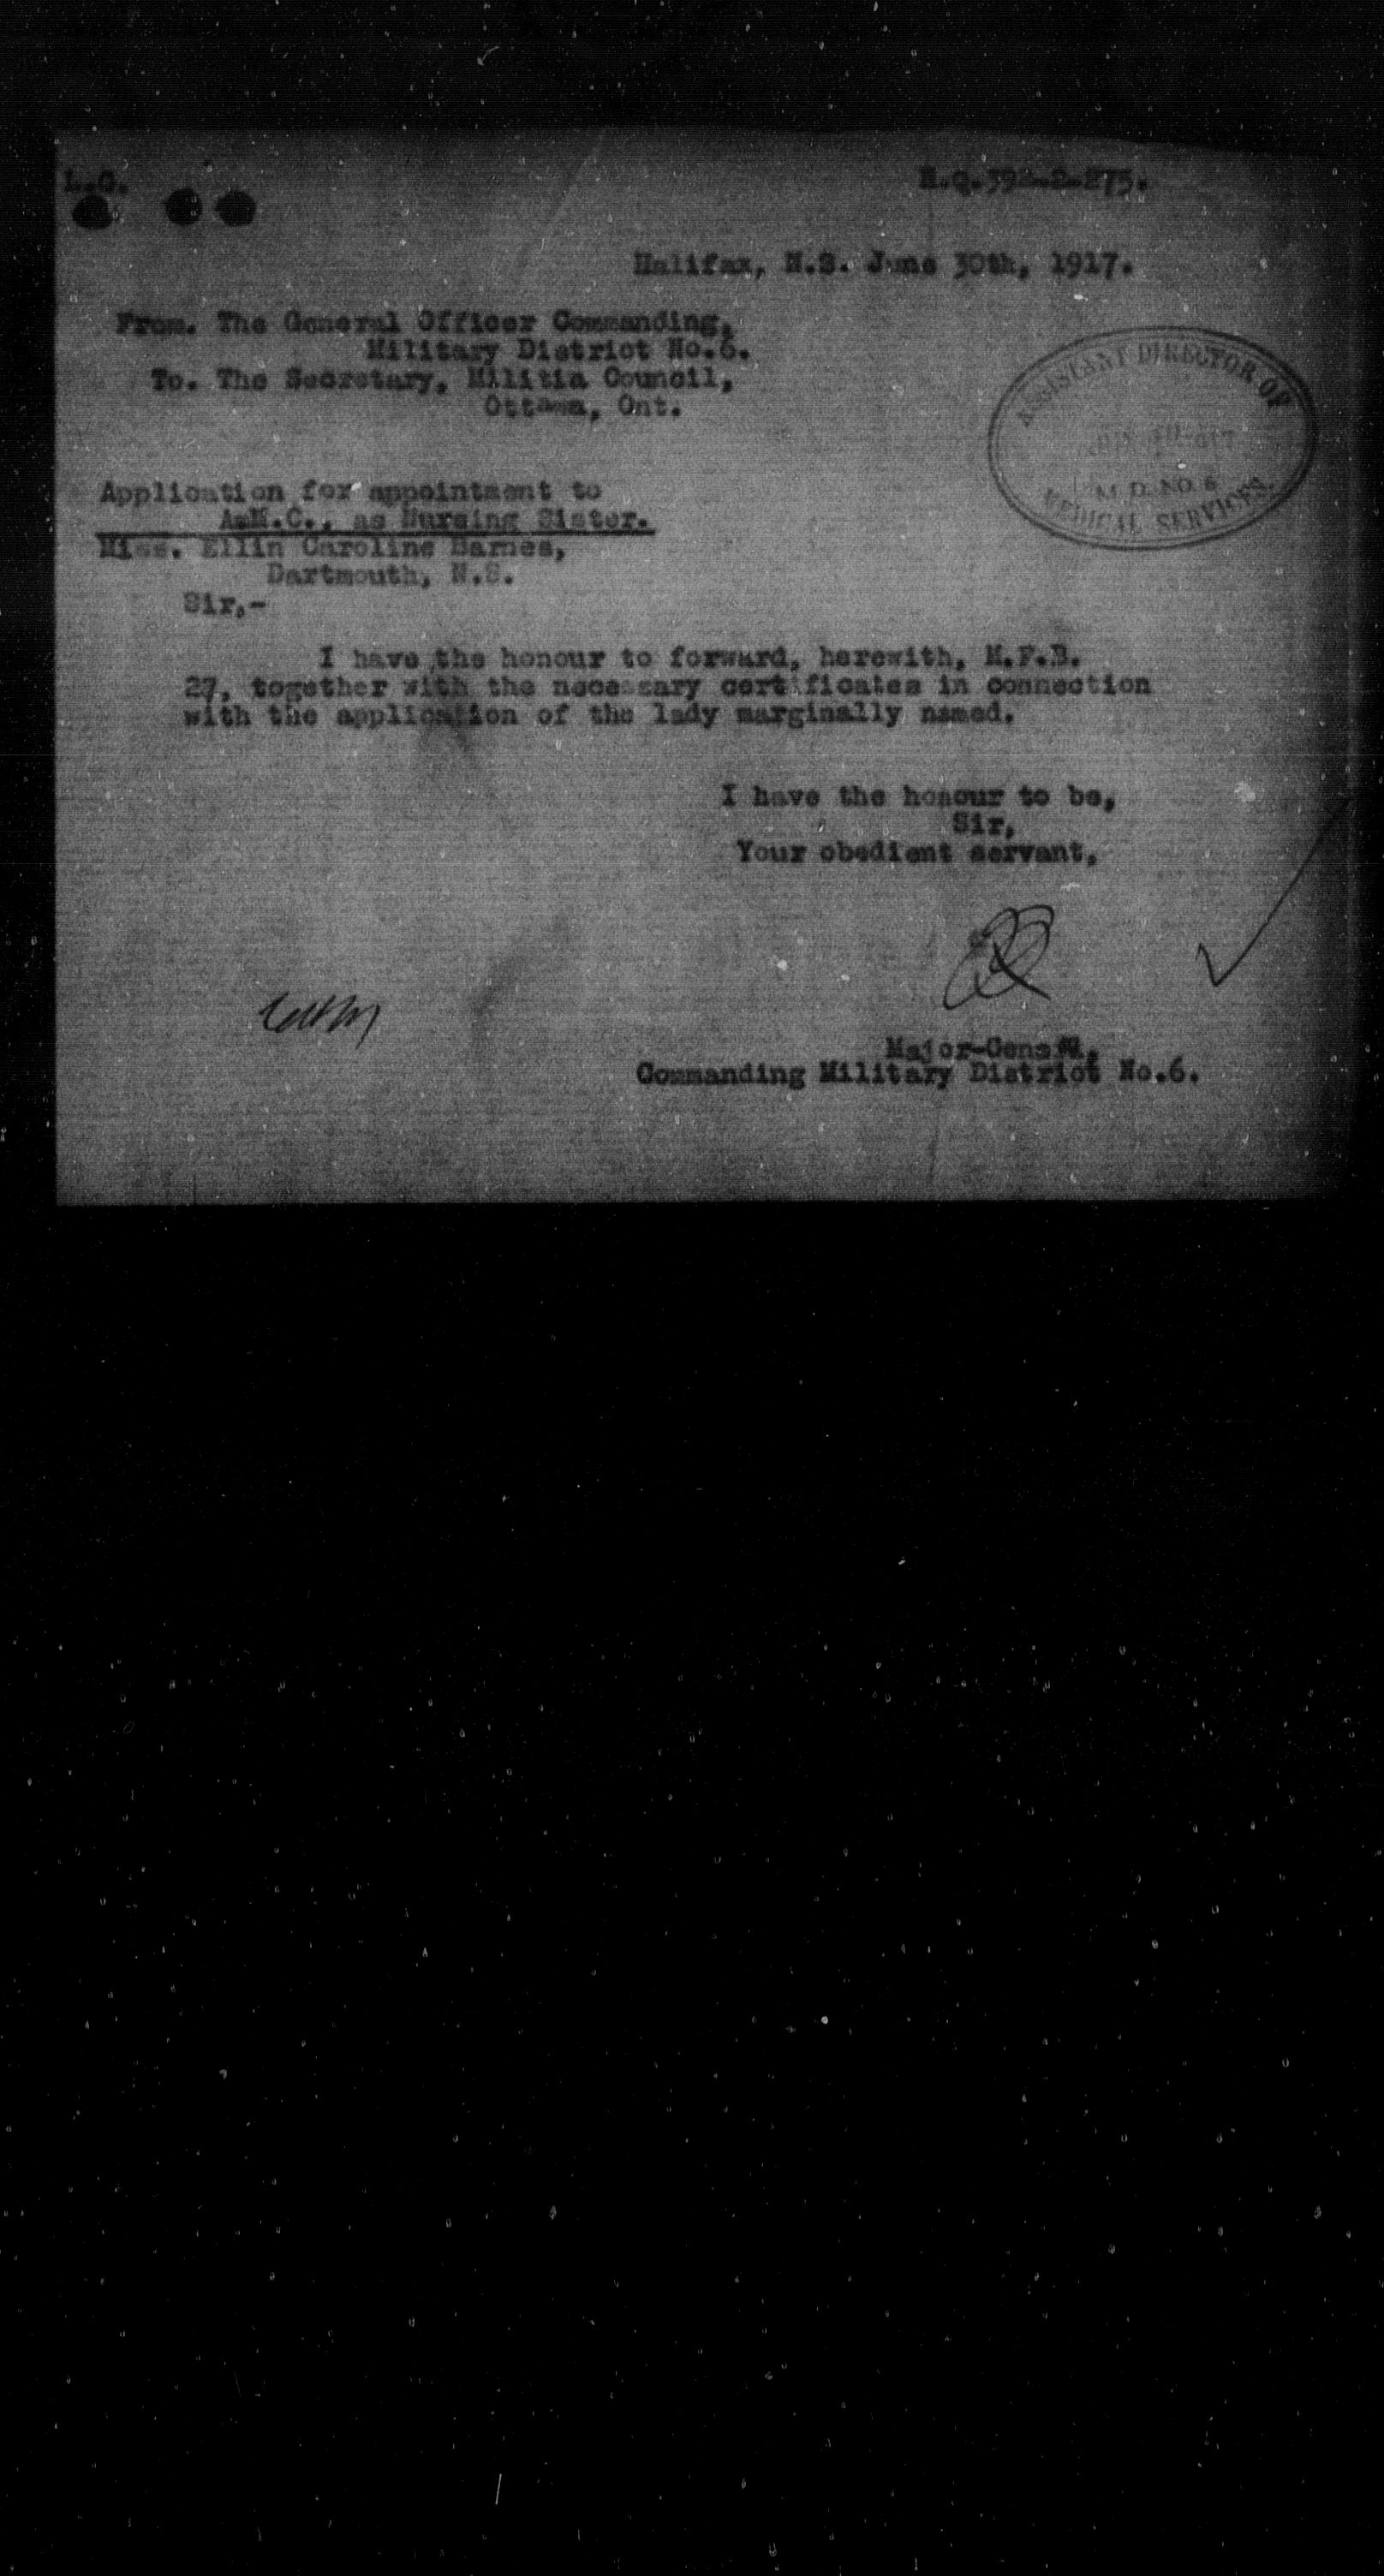 L.G.
H.Q.39 -2-275.
Halifax, N.S. June 30th, 1917.
From. The General Officer Commanding,
Military District No.6.
To. The Secretary, Militia Council,
Ottawa, Ont.
ASSISTANT DIRECTOR OF
M.D. NO. 6
MEDICAL SERVICES.
Application for appointment to
A.M.C., as Nursing Sister.
Miss. Ellin Caroline Barnes,
Dartmouth, N.S.
Sir,-
I have the honour to forward, herewith, M.F.B.
27, together with the necessary certificates in connection
with the application of the lady marginally named.
I have the honour to be,
Sir,
Your obedient servant,
Major-General,
Commanding Military District No.6.